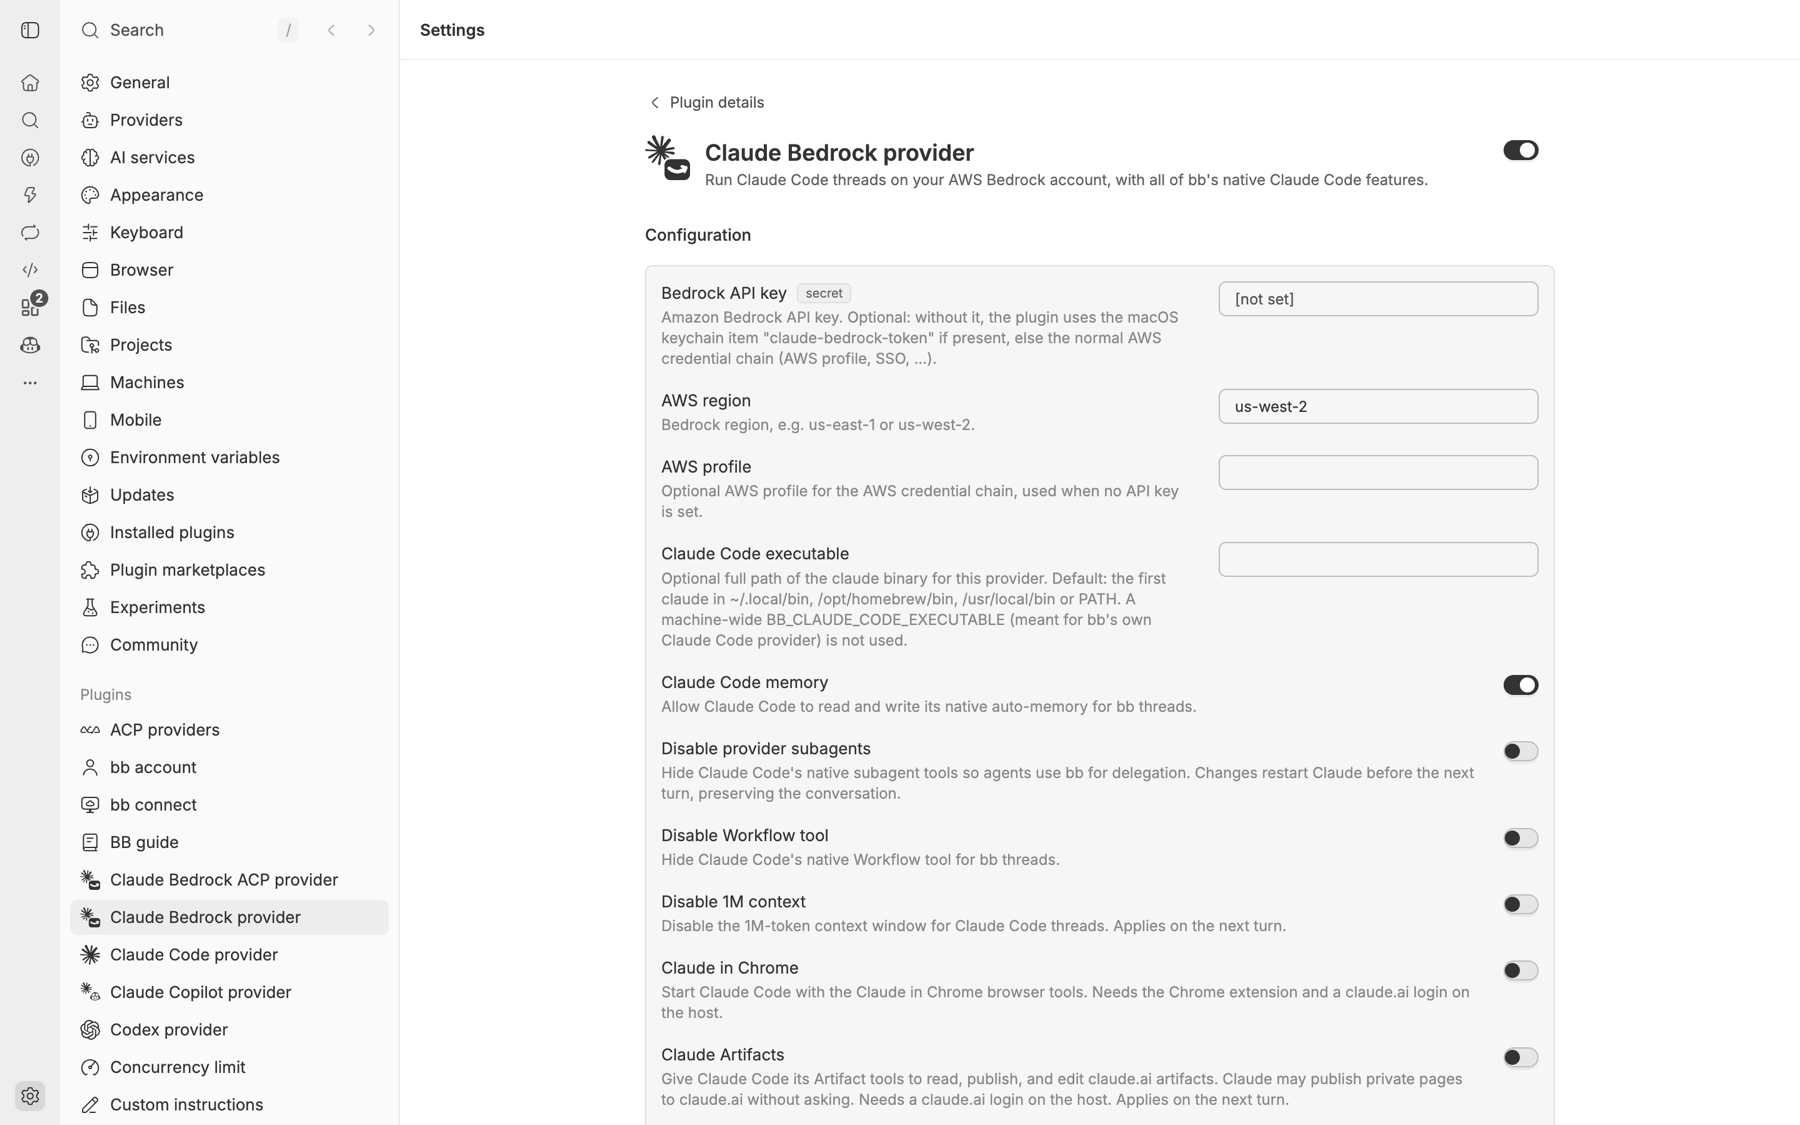 Search
/
General
Providers
AI services
Appearance
Keyboard
Browser
Files
Projects
Machines
Mobile
Environment variables
Updates
Installed plugins
Plugin marketplaces
Experiments
Community
Plugins
ACP providers
bb account
bb connect
BB guide
Claude Bedrock ACP provider
Claude Bedrock provider
Claude Code provider
Claude Copilot provider
Codex provider
Concurrency limit
Custom instructions
2
Settings
Plugin details
Claude Bedrock provider
Run Claude Code threads on your AWS Bedrock account, with all of bb's native Claude Code features.
Configuration
Bedrock API key secret
[not set]
Amazon Bedrock API key. Optional: without it, the plugin uses the macOS
keychain item "claude-bedrock-token" if present, else the normal AWS
credential chain (AWS profile, SSO, ...).
AWS region
us-west-2
Bedrock region, e.g. us-east-1 or us-west-2.
AWS profile
Optional AWS profile for the AWS credential chain, used when no API key
is set.
Claude Code executable
Optional full path of the claude binary for this provider. Default: the first
claude in ~/.local/bin, /opt/homebrew/bin, /usr/local/bin or PATH. A
machine-wide BB_CLAUDE_CODE_EXECUTABLE (meant for bb's own
Claude Code provider) is not used.
Claude Code memory
Allow Claude Code to read and write its native auto-memory for bb threads.
Disable provider subagents
Hide Claude Code's native subagent tools so agents use bb for delegation. Changes restart Claude before the next
turn, preserving the conversation.
Disable Workflow tool
Hide Claude Code's native Workflow tool for bb threads.
Disable 1M context
Disable the 1M-token context window for Claude Code threads. Applies on the next turn.
Claude in Chrome
Start Claude Code with the Claude in Chrome browser tools. Needs the Chrome extension and a claude.ai login on
the host.
Claude Artifacts
Give Claude Code its Artifact tools to read, publish, and edit claude.ai artifacts. Claude may publish private pages
to claude.ai without asking. Needs a claude.ai login on the host. Applies on the next turn.